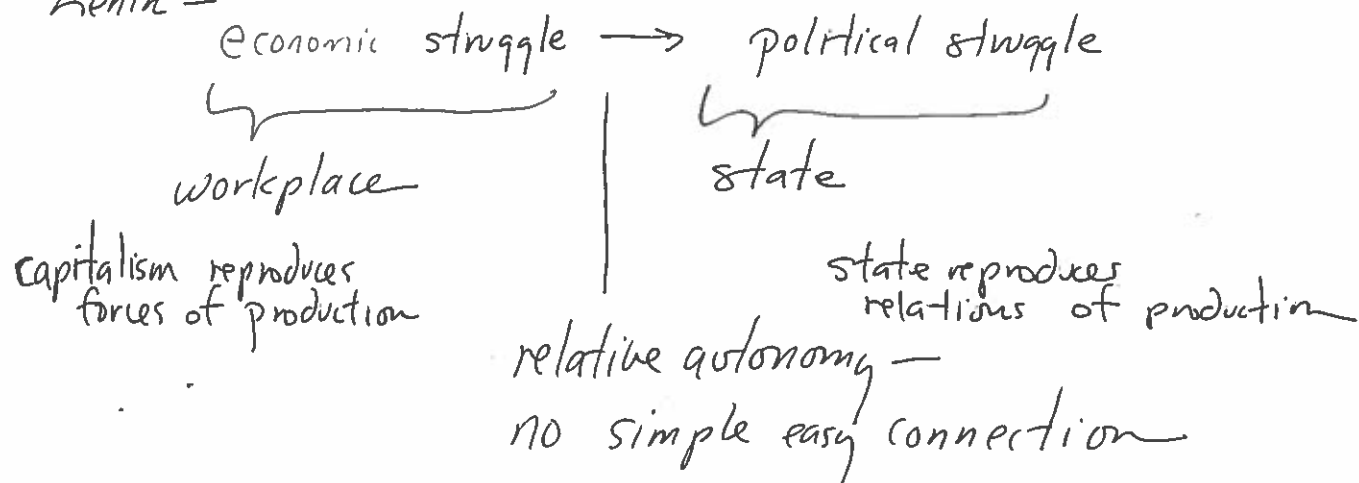 Lenin —
economic struggle → political struggle
workplace
state
capitalism reproduces
forces of production
state reproduces
relations of production
relative autonomy —
no simple easy connection